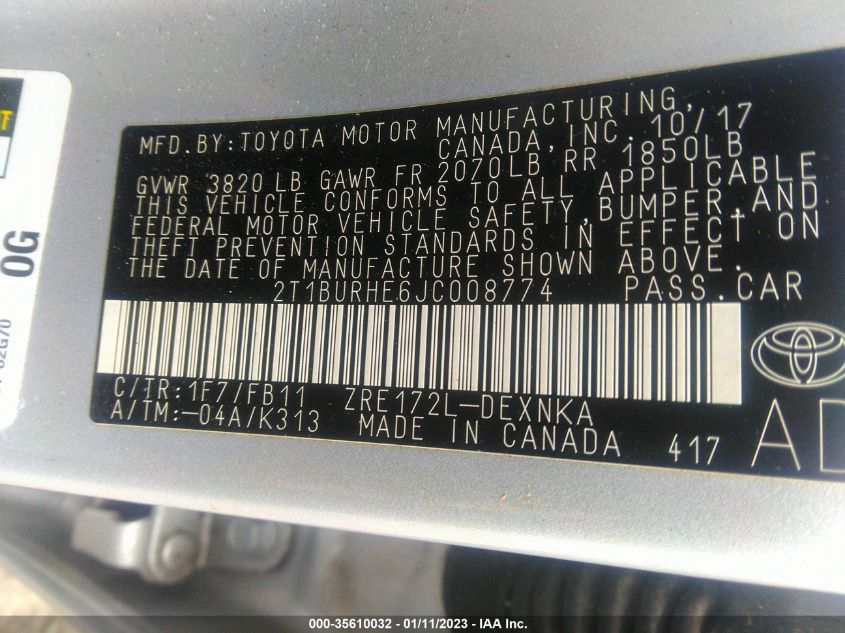 MFD. BY: TOYOTA MOTOR MANUFACTURING,
CANADA, INC. 10/17
GVWR 3820 LB GAWR FR 2070LB RR 1850LB
THIS VEHICLE CONFORMS TO ALL APPLICABLE
FEDERAL MOTOR VEHICLE SAFETY, BUMPER, AND
THEFT PREVENTION STANDARDS IN EFFECT ON
THE DATE OF MANUFACTURE SHOWN ABOVE.
2T1BURHE6JC008774 PASS.CAR
C/TR:1F7/FB11 ZRE172L-DEXNKA
A/TM:-04A/K313 MADE IN CANADA 417 AD
0G
02G70
000-35610032 - 01/11/2023 - IAA Inc.